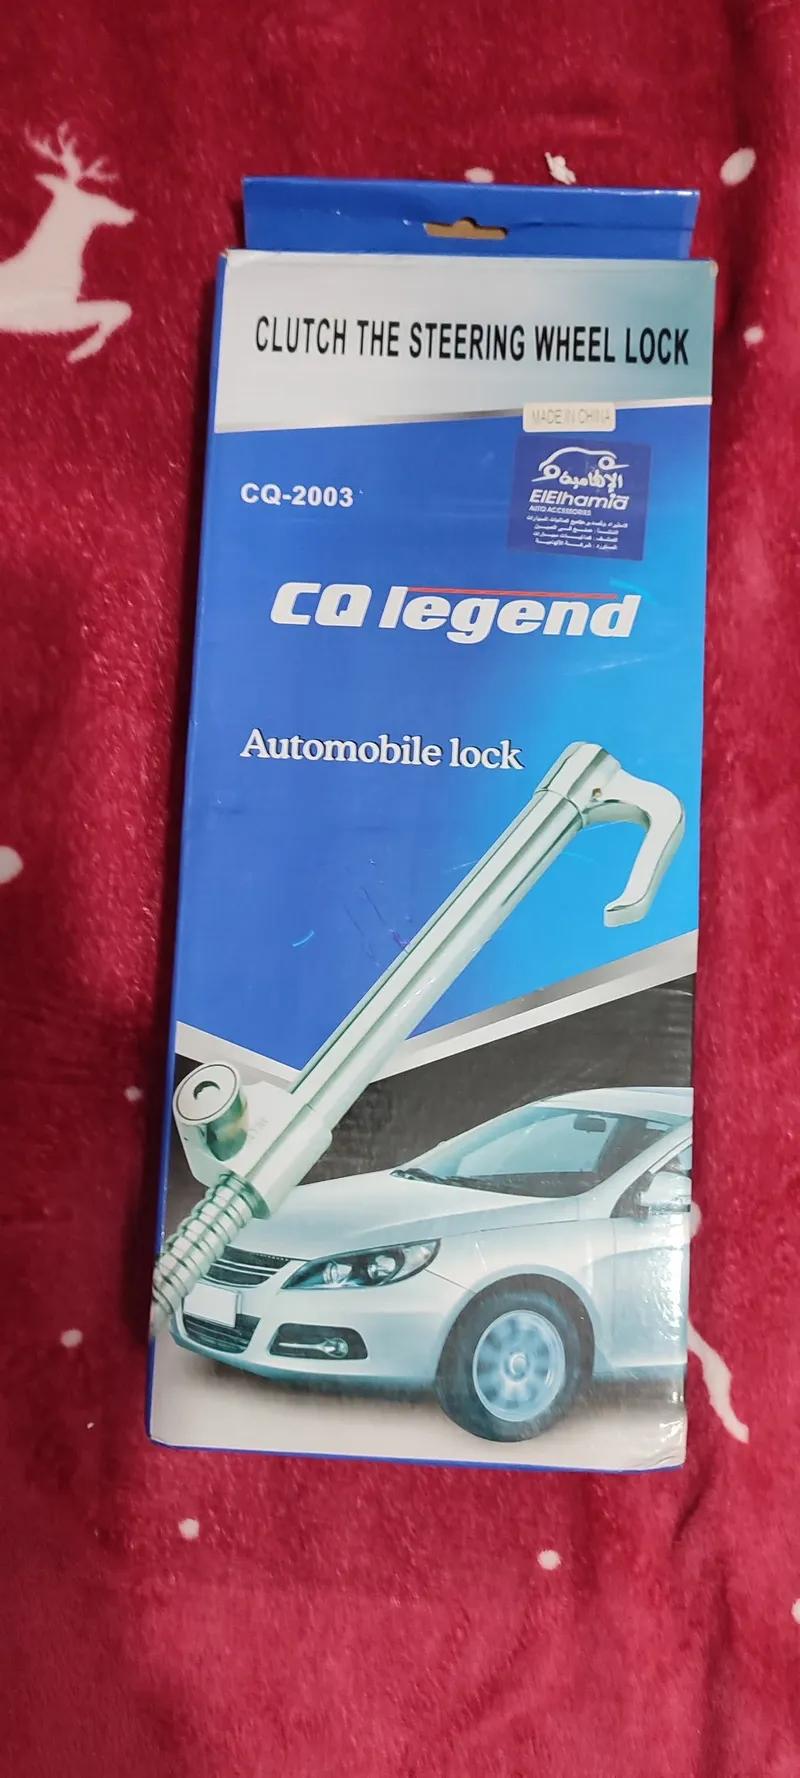 CLUTCH THE STEERING WHEEL LOCK
MADE IN CHINA
CQ-2003
الإلهامية
ElElhamia
AUTO ACCESSORIES
CQ legend
Automobile lock